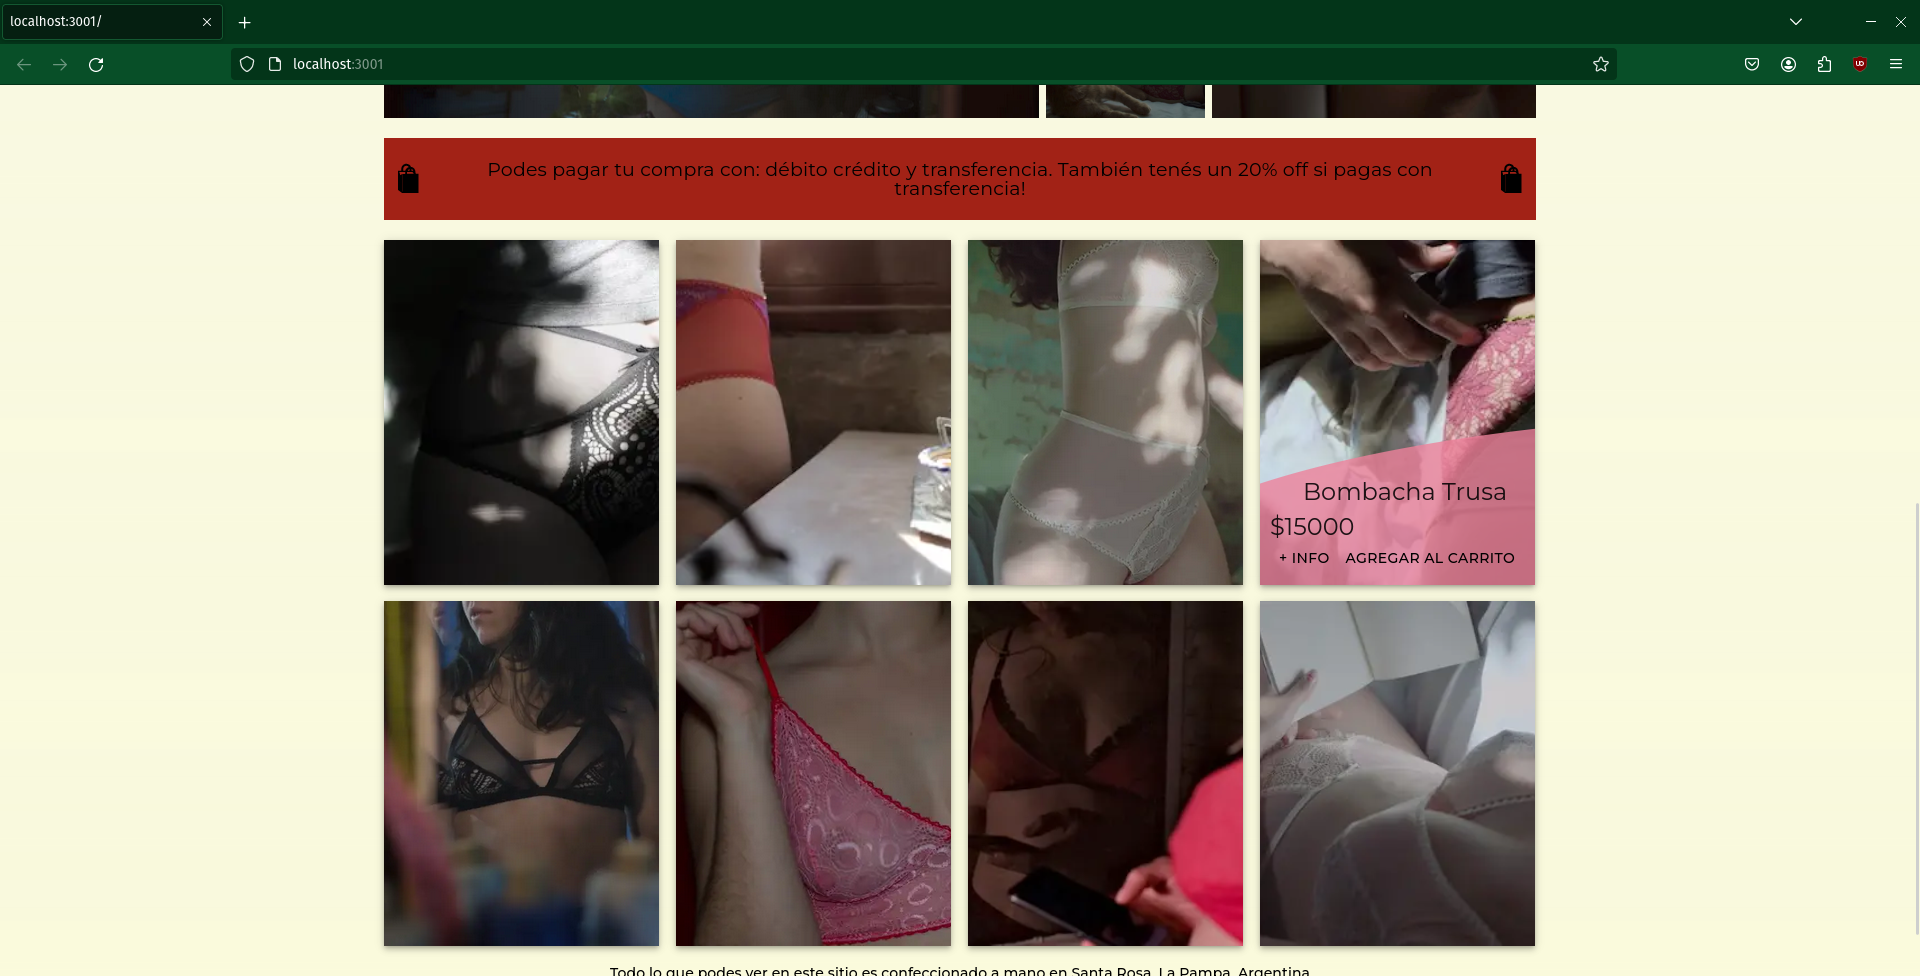 localhost:3001/
localhost:3001
Podes pagar tu compra con: débito crédito y transferencia. También tenés un 20% off si pagas con
transferencia!
Bombacha Trusa
$15000
+ INFO AGREGAR AL CARRITO
Todo lo que podes ver en este sitio es confeccionado a mano en Santa Rosa, La Pampa, Argentina